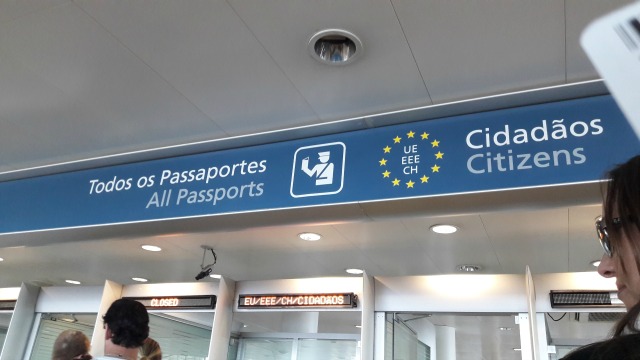 Todos os Passaportes
All Passports
UE
EEE
CH
Cidadãos
Citizens
CLOSED
EU/EEE/CH/CIDADÃOS